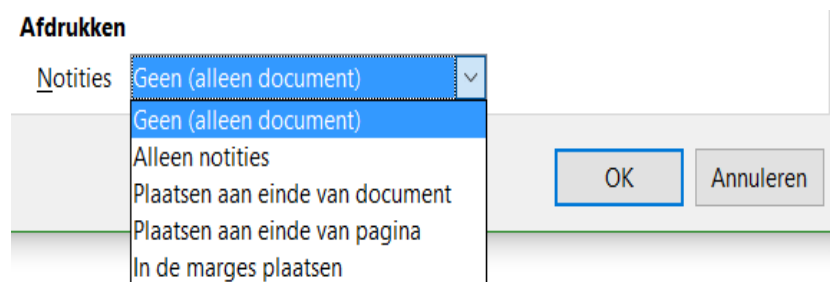 Afdrukken
Notities Geen (alleen document)
Geen (alleen document)
Alleen notities
Plaatsen aan einde van document
Plaatsen aan einde van pagina
In de marges plaatsen
OK Annuleren